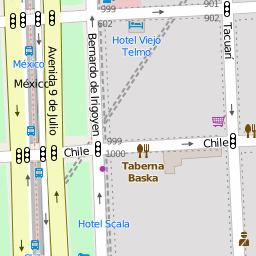 999
602
901
902
Hotel Viejo
Telmo
Tacuarí
Bernardo de Irigoyen
Avenida 9 de Julio
México
México
999
1000
Chile
Chile
Taberna
Baska
Hotel Scala